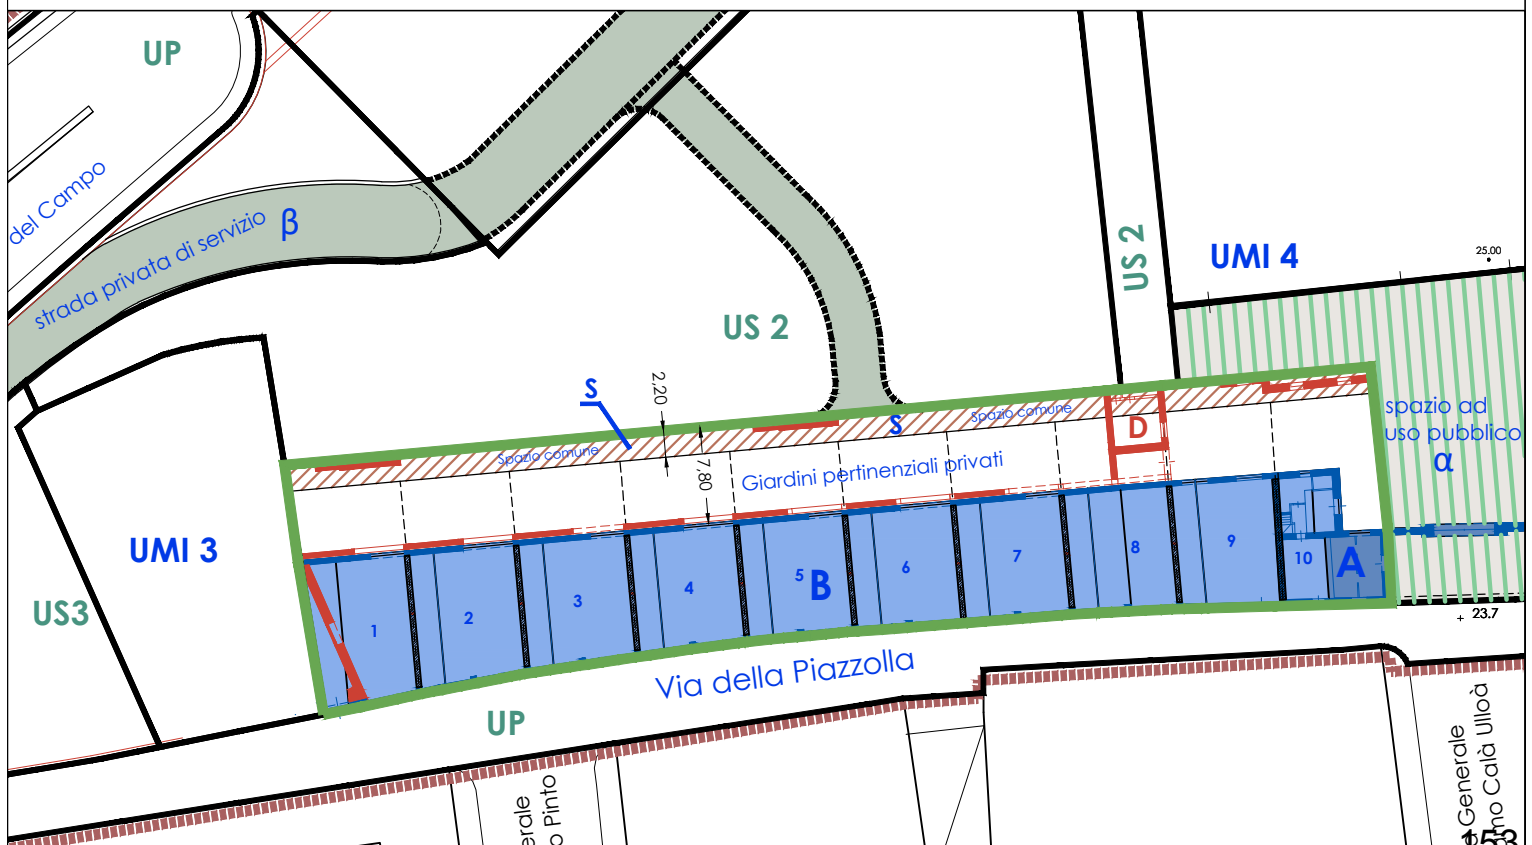 UP
del Campo
strada privata di servizio β
US 2
US 2
UMI 4
25.00
S
2,20
Spazio comune
S
Spazio comune
D
7,80
Giardini pertinenziali privati
spazio ad
uso pubblico
α
UMI 3
US3
1
2
3
4
5
B
6
7
8
9
10
A
23.7
Via della Piazzolla
UP
erale
o Pinto
Generale
mo Calà Ulloà
153